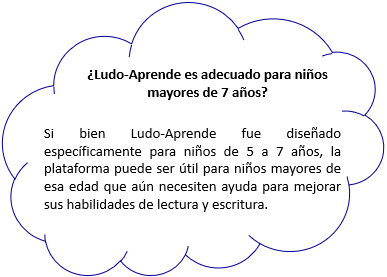 ¿Ludo-Aprende es adecuado para niños
mayores de 7 años?
Si bien Ludo-Aprende fue diseñado
específicamente para niños de 5 a 7 años, la
plataforma puede ser útil para niños mayores de
esa edad que aún necesiten ayuda para mejorar
sus habilidades de lectura y escritura.